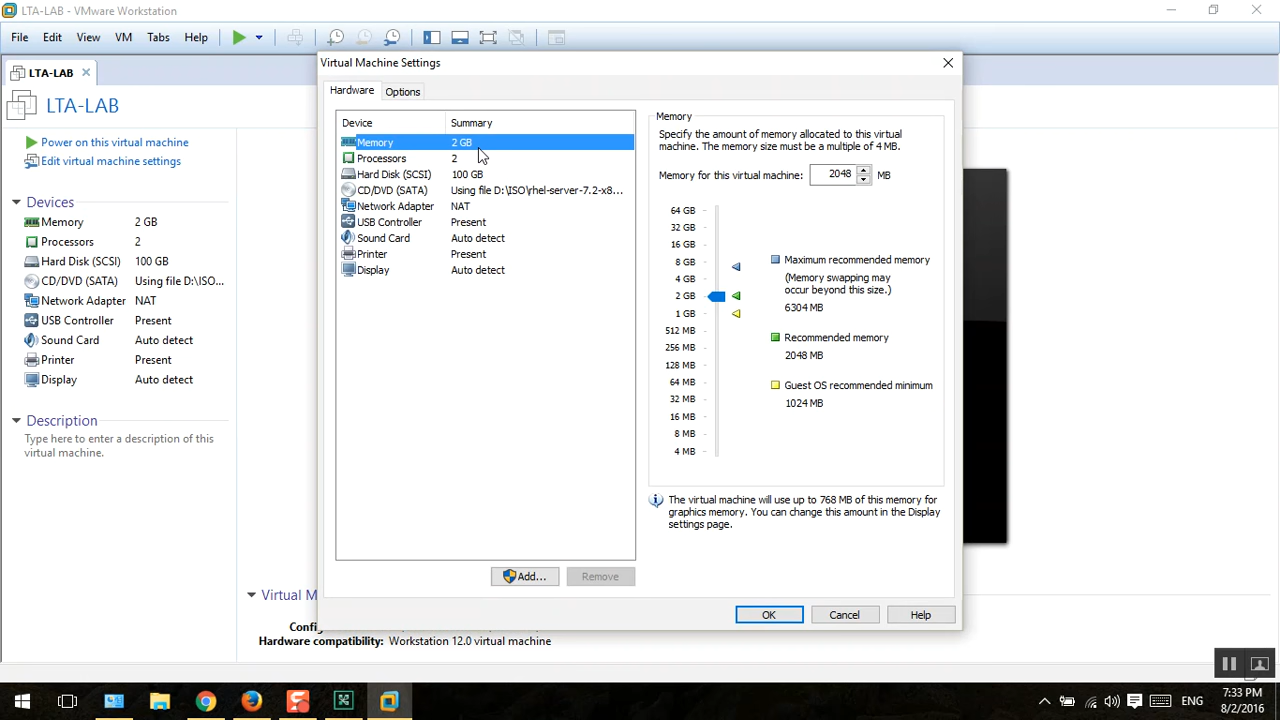 LTA-LAB - VMware Workstation
File Edit View VM Tabs Help
LTA-LAB
LTA-LAB
Power on this virtual machine
Edit virtual machine settings
Devices
Memory 2 GB
Processors 2
Hard Disk (SCSI) 100 GB
CD/DVD (SATA) Using file D:\ISO...
Network Adapter NAT
USB Controller Present
Sound Card Auto detect
Printer Present
Display Auto detect
Description
Type here to enter a description of this
virtual machine.
Virtual Machine Settings
Hardware Options
Device Summary
Memory 2 GB
Processors 2
Hard Disk (SCSI) 100 GB
CD/DVD (SATA) Using file D:\ISO\rhel-server-7.2-x8...
Network Adapter NAT
USB Controller Present
Sound Card Auto detect
Printer Present
Display Auto detect
Add... Remove
Memory
Specify the amount of memory allocated to this virtual
machine. The memory size must be a multiple of 4 MB.
Memory for this virtual machine: 2048 MB
64 GB
32 GB
16 GB
8 GB
4 GB
2 GB
1 GB
512 MB
256 MB
128 MB
64 MB
32 MB
16 MB
8 MB
4 MB
Maximum recommended memory
(Memory swapping may
occur beyond this size.)
6304 MB
Recommended memory
2048 MB
Guest OS recommended minimum
1024 MB
The virtual machine will use up to 768 MB of this memory for
graphics memory. You can change this amount in the Display
settings page.
OK Cancel Help
Virtual M
Config
Hardware compatibility: Workstation 12.0 virtual machine
ENG
7:33 PM
8/2/2016